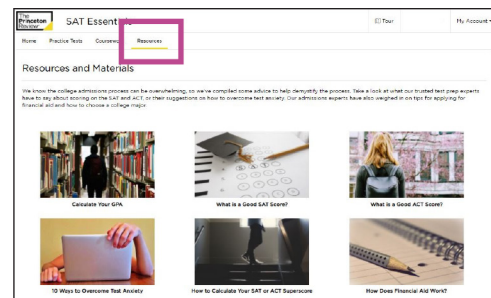 The
Princeton
Review
SAT Essentials
Tour
My Account
Home Practice Tests Coursework Resources
Resources and Materials
We know the college admissions process can be overwhelming, so we've compiled some advice to help demystify the process. Take a look at what our trusted test prep experts
have to say about scoring on the SAT and ACT, or their suggestions on how to overcome test anxiety. Our admissions experts have also weighed in on tips for applying for
financial aid and how to choose a college major
Calculate Your GPA
What is a Good SAT Score?
What is a Good ACT Score?
10 Ways to Overcome Test Anxiety
How to Calculate Your SAT or ACT Superscore
How Does Financial Aid Work?